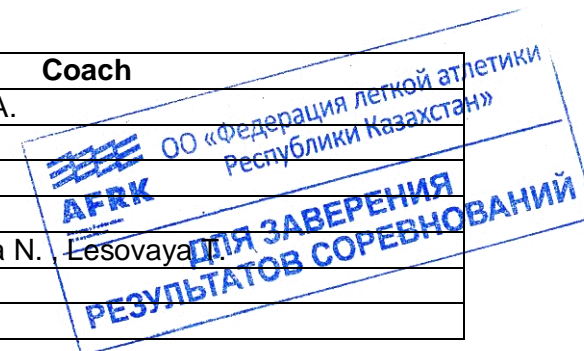 Coach
A.
a N. , Lesovaya T.
ОО «Федерация легкой атлетики
Республики Казахстан»
AFRK
ДЛЯ ЗАВЕРЕНИЯ
РЕЗУЛЬТАТОВ СОРЕВНОВАНИЙ